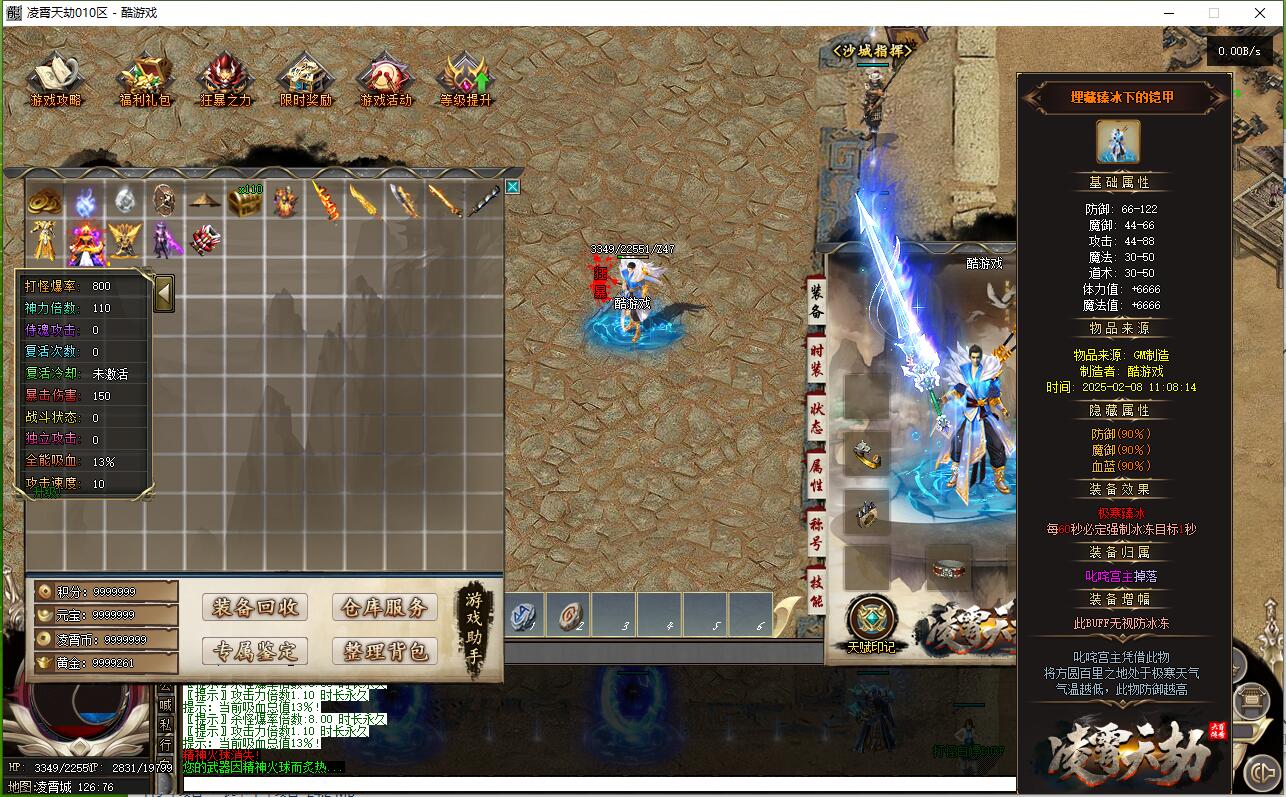 凌霄天劫010区 - 酷游戏
0.00B/s
游戏攻略
福利礼包
狂暴之力
限时奖励
游戏活动
等级提升
<沙城指挥>
x110
打怪爆率: 800
神力倍数: 110
侍魂攻击: 0
复活次数: 0
复活冷却: 未激活
暴击伤害: 150
战斗状态: 0
独立攻击: 0
全能吸血: 13%
攻击速度: 10
积分: 9999999
元宝: 9999999
凌霄币: 9999999
黄金: 9999261
装备回收
仓库服务
专属鉴定
整理背包
游戏助手
3349/22551/Z47
狂暴
酷游戏
1
2
3
4
5
6
酷游戏
装备
时装
状态
属性
称号
技能
天赋印记
凌霄天
埋藏臻冰下的铠甲
基础属性
防御: 66-122
魔御: 44-66
攻击: 44-88
魔法: 30-50
道术: 30-50
体力值: +6666
魔法值: +6666
物品来源
物品来源: GM制造
制造者: 酷游戏
时间: 2025-02-08 11:08:14
隐藏属性
防御(90%)
魔御(90%)
血蓝(90%)
装备效果
极寒臻冰
每60秒必定强制冰冻目标1秒
装备归属
叱咤宫主掉落
装备增幅
此BUFF无视防冰冻
叱咤宫主凭借此物
将方圆百里之地处于极寒天气
气温越低，此物防御越高
凌霄天劫
喊
私
行
〖提示〗攻击力倍数1.10 时长永久
提示: 当前吸血总值13%!
〖提示〗杀怪爆率倍数:8.00 时长永久
〖提示〗攻击力倍数1.10 时长永久
提示: 当前吸血总值13%!
精神火球消失!
您的武器因精神火球而炙热...
HP: 3349/2255
MP: 2831/19799
地图:凌霄城 126:76